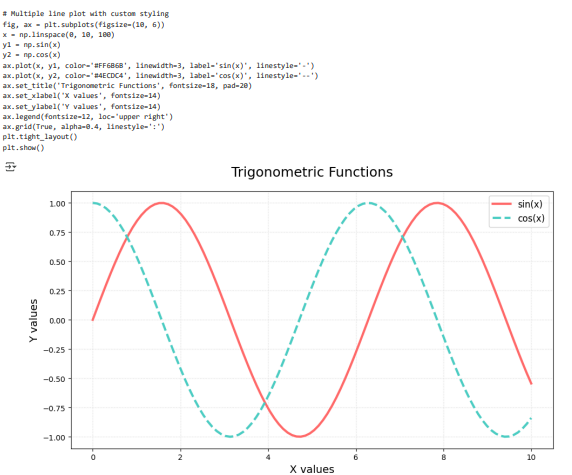 # Multiple line plot with custom styling
fig, ax = plt.subplots(figsize=(10, 6))
x = np.linspace(0, 10, 100)
y1 = np.sin(x)
y2 = np.cos(x)
ax.plot(x, y1, color='#FF6B6B', linewidth=3, label='sin(x)', linestyle='-')
ax.plot(x, y2, color='#4ECDC4', linewidth=3, label='cos(x)', linestyle='--')
ax.set_title('Trigonometric Functions', fontsize=18, pad=20)
ax.set_xlabel('X values', fontsize=14)
ax.set_ylabel('Y values', fontsize=14)
ax.legend(fontsize=12, loc='upper right')
ax.grid(True, alpha=0.4, linestyle=':')
plt.tight_layout()
plt.show()
Trigonometric Functions
sin(x)
cos(x)
Y values
1.00
0.75
0.50
0.25
0.00
−0.25
−0.50
−0.75
−1.00
0 2 4 6 8 10
X values